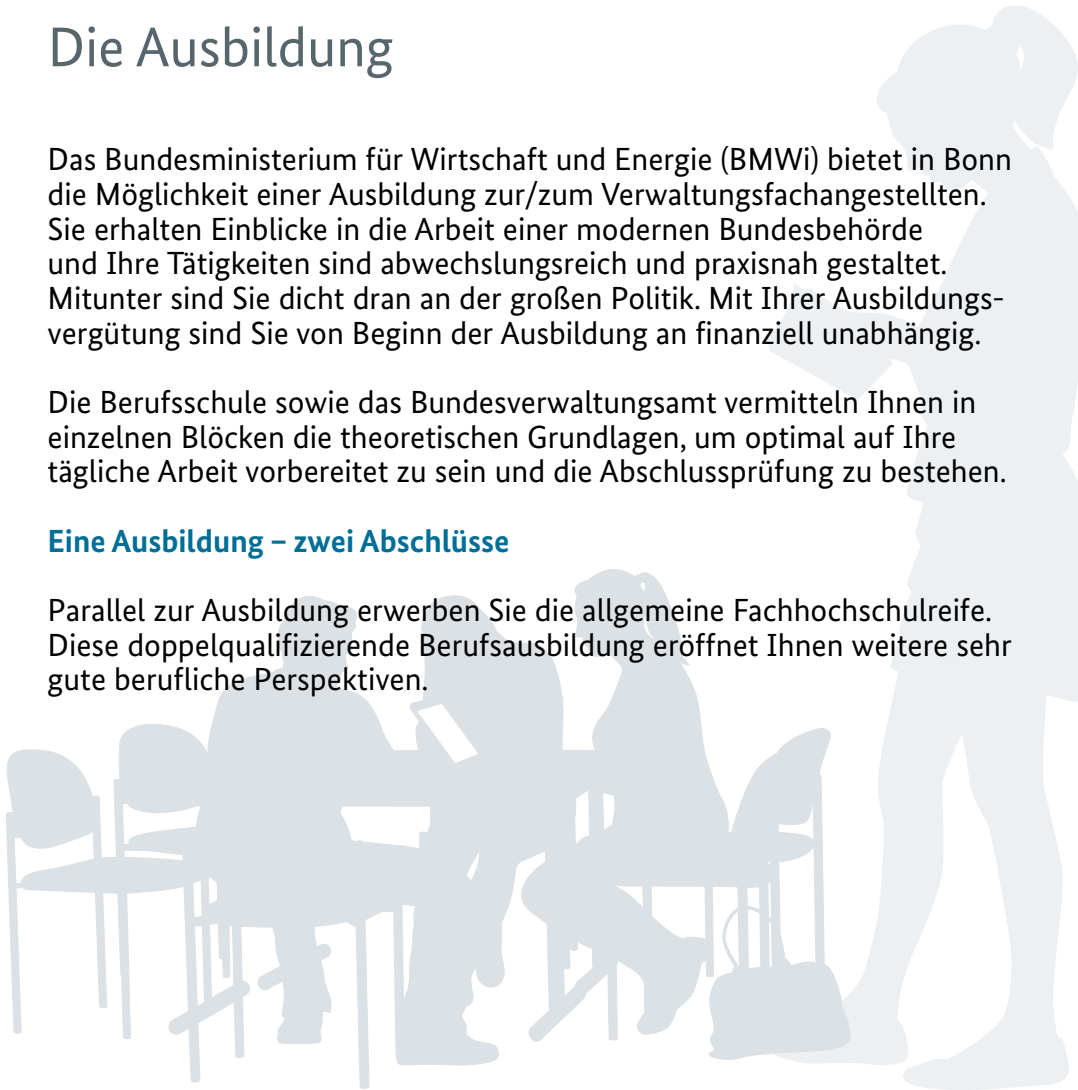 Die Ausbildung
Das Bundesministerium für Wirtschaft und Energie (BMWi) bietet in Bonn
die Möglichkeit einer Ausbildung zur/zum Verwaltungsfachangestellten.
Sie erhalten Einblicke in die Arbeit einer modernen Bundesbehörde
und Ihre Tätigkeiten sind abwechslungsreich und praxisnah gestaltet.
Mitunter sind Sie dicht dran an der großen Politik. Mit Ihrer Ausbildungs-
vergütung sind Sie von Beginn der Ausbildung an finanziell unabhängig.
Die Berufsschule sowie das Bundesverwaltungsamt vermitteln Ihnen in
einzelnen Blöcken die theoretischen Grundlagen, um optimal auf Ihre
tägliche Arbeit vorbereitet zu sein und die Abschlussprüfung zu bestehen.
Eine Ausbildung – zwei Abschlüsse
Parallel zur Ausbildung erwerben Sie die allgemeine Fachhochschulreife.
Diese doppelqualifizierende Berufsausbildung eröffnet Ihnen weitere sehr
gute berufliche Perspektiven.